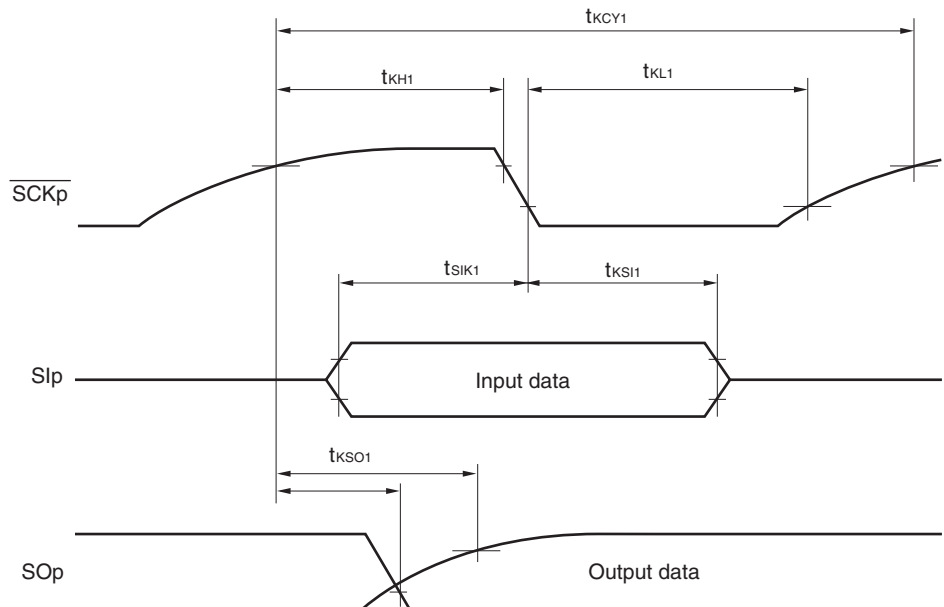 tKCY1
tKH1
tKL1
SCKp
tSIK1
tKSI1
SIp
Input data
tKSO1
SOp
Output data